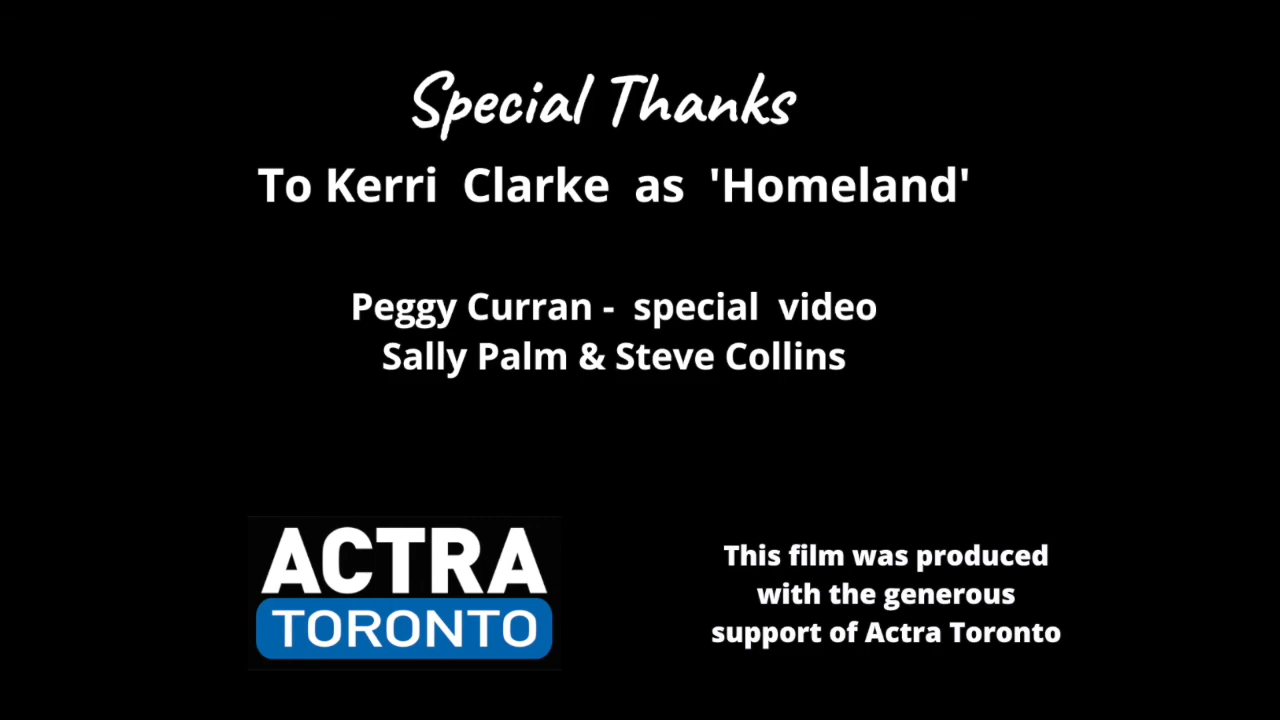 Special Thanks
To Kerri Clarke as 'Homeland'
Peggy Curran - special video
Sally Palm & Steve Collins
ACTRA
TORONTO
This film was produced
with the generous
support of Actra Toronto